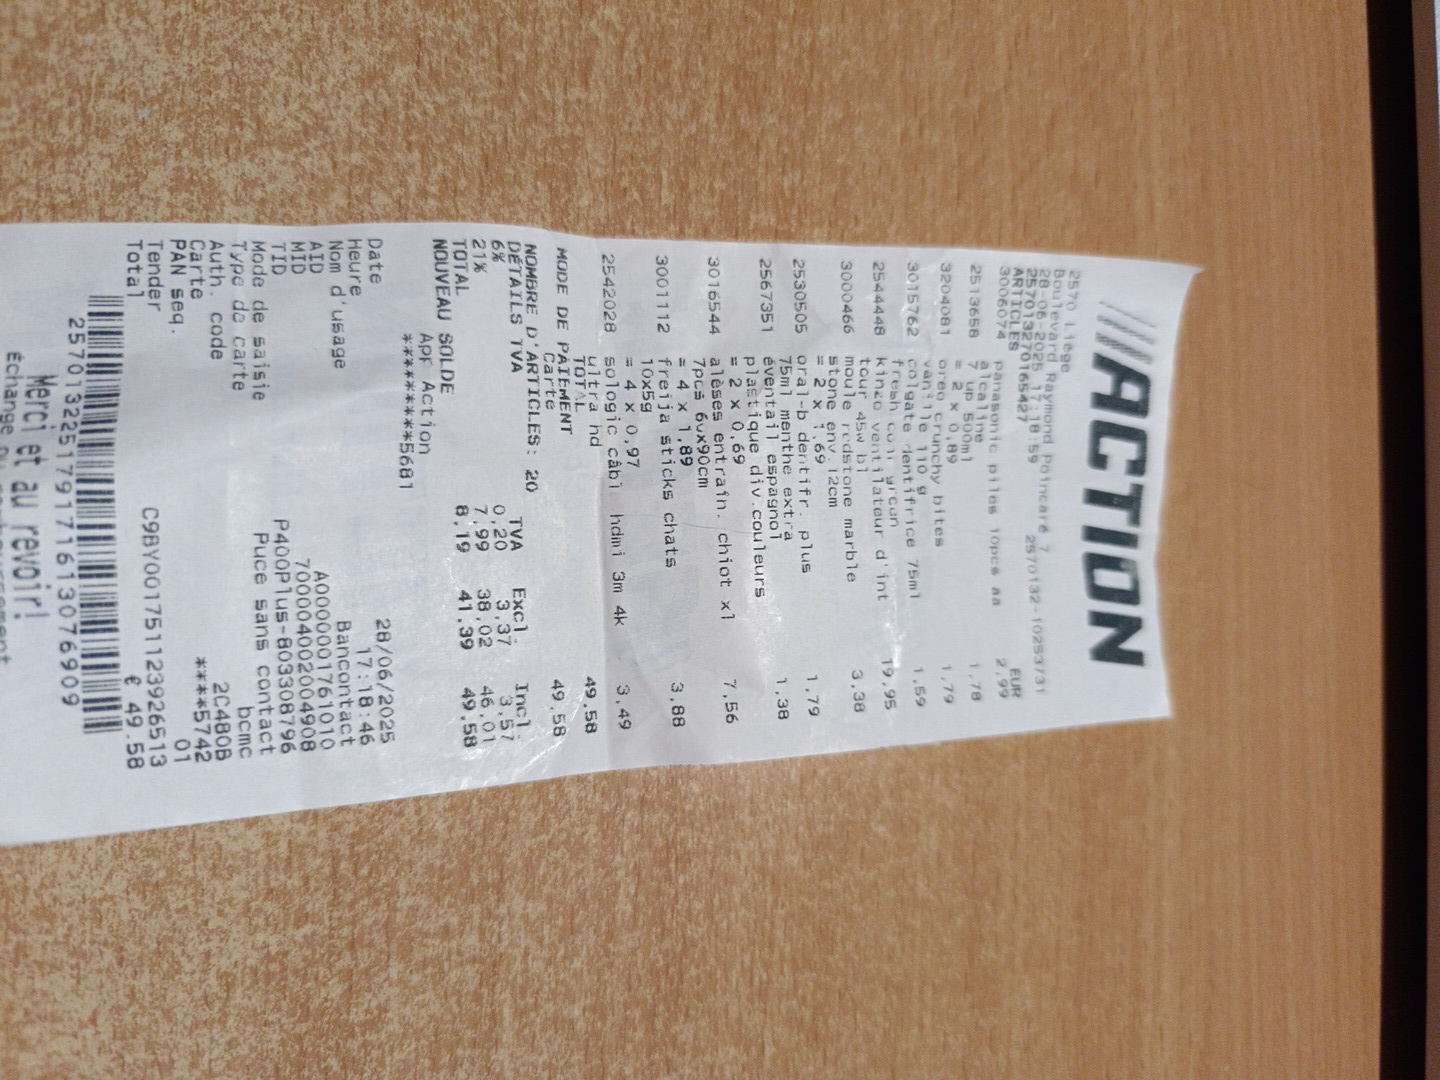 ACTION
2570 Liège
Boulevard Raymond Poincaré 7
28-06-2025 17:18:59 2570132-10253731
257013270165427
ARTICLES EUR
3006074 panasonic piles 10pcs aa 2,99
alcaline
2513658 7 up 500ml 1,78
= 2 x 0,89
3204081 oreo crunchy bites 1,79
vanille 110 g
3015762 colgate dentifrice 75ml 1,59
fresh green
2544448 kinzo ventilateur d'int 19,95
tour 45w bl
3000466 moule redstone marble 3,38
stone env.12cm
= 2 x 1,69
2530505 oral-b dentifr. plus 1,79
75ml menthe extra
2567351 éventail espagnol 1,38
plastique div.couleurs
= 2 x 0,69
3016544 alèses entraîn. chiot xl 7,56
7pcs 60x90cm
= 4 x 1,89
3001112 freija sticks chats 3,88
10x5g
= 4 x 0,97
2542028 sologic câbl hdmi 3m 4k 3,49
ultra hd
TOTAL 49,58
MODE DE PAIEMENT
Carte 49,58
NOMBRE D'ARTICLES: 20
DÉTAILS TVA TVA Excl. Incl.
6% 0,20 3,37 3,57
21% 7,99 38,02 46,01
TOTAL 8,19 41,39 49,58
NOUVEAU SOLDE
App Action
*********5681
Date 28/06/2025
Heure 17:18:46
Nom d'usage Bancontact
AID A0000001761010
MID 70000402004908
TID P400Plus-803308796
Mode de saisie Puce sans contact
Type de carte bcmc
Auth. code 2C480B
Carte ****5742
PAN seq. 01
Tender C9BY001751123926513
Total € 49.58
257013225179171613076909
Merci et au revoir!